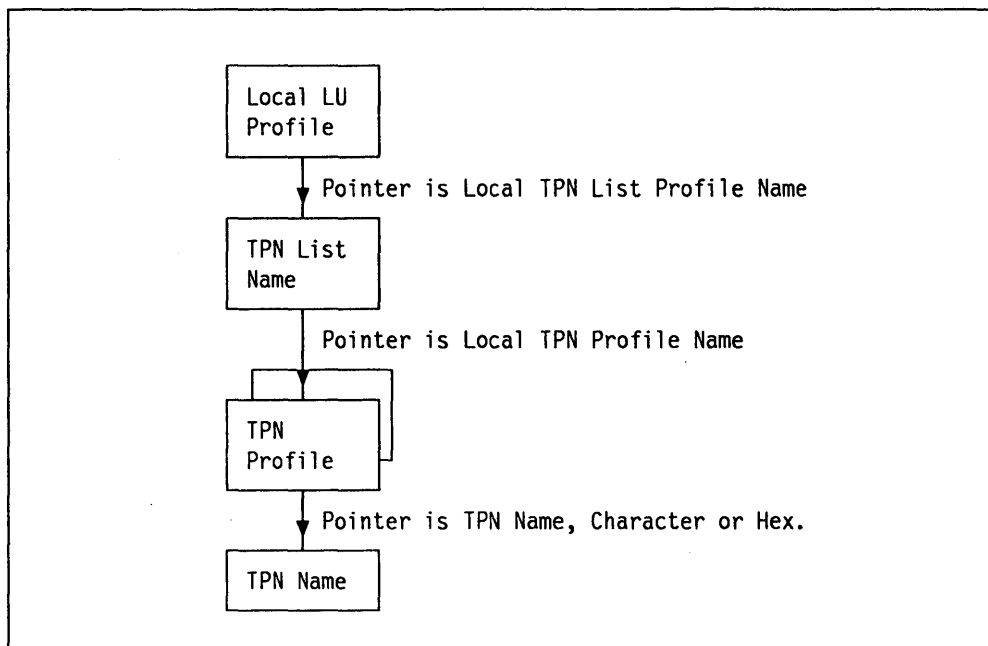 Local LU
Profile
Pointer is Local TPN List Profile Name
TPN List
Name
Pointer is Local TPN Profile Name
TPN
Profile
Pointer is TPN Name, Character or Hex.
TPN Name